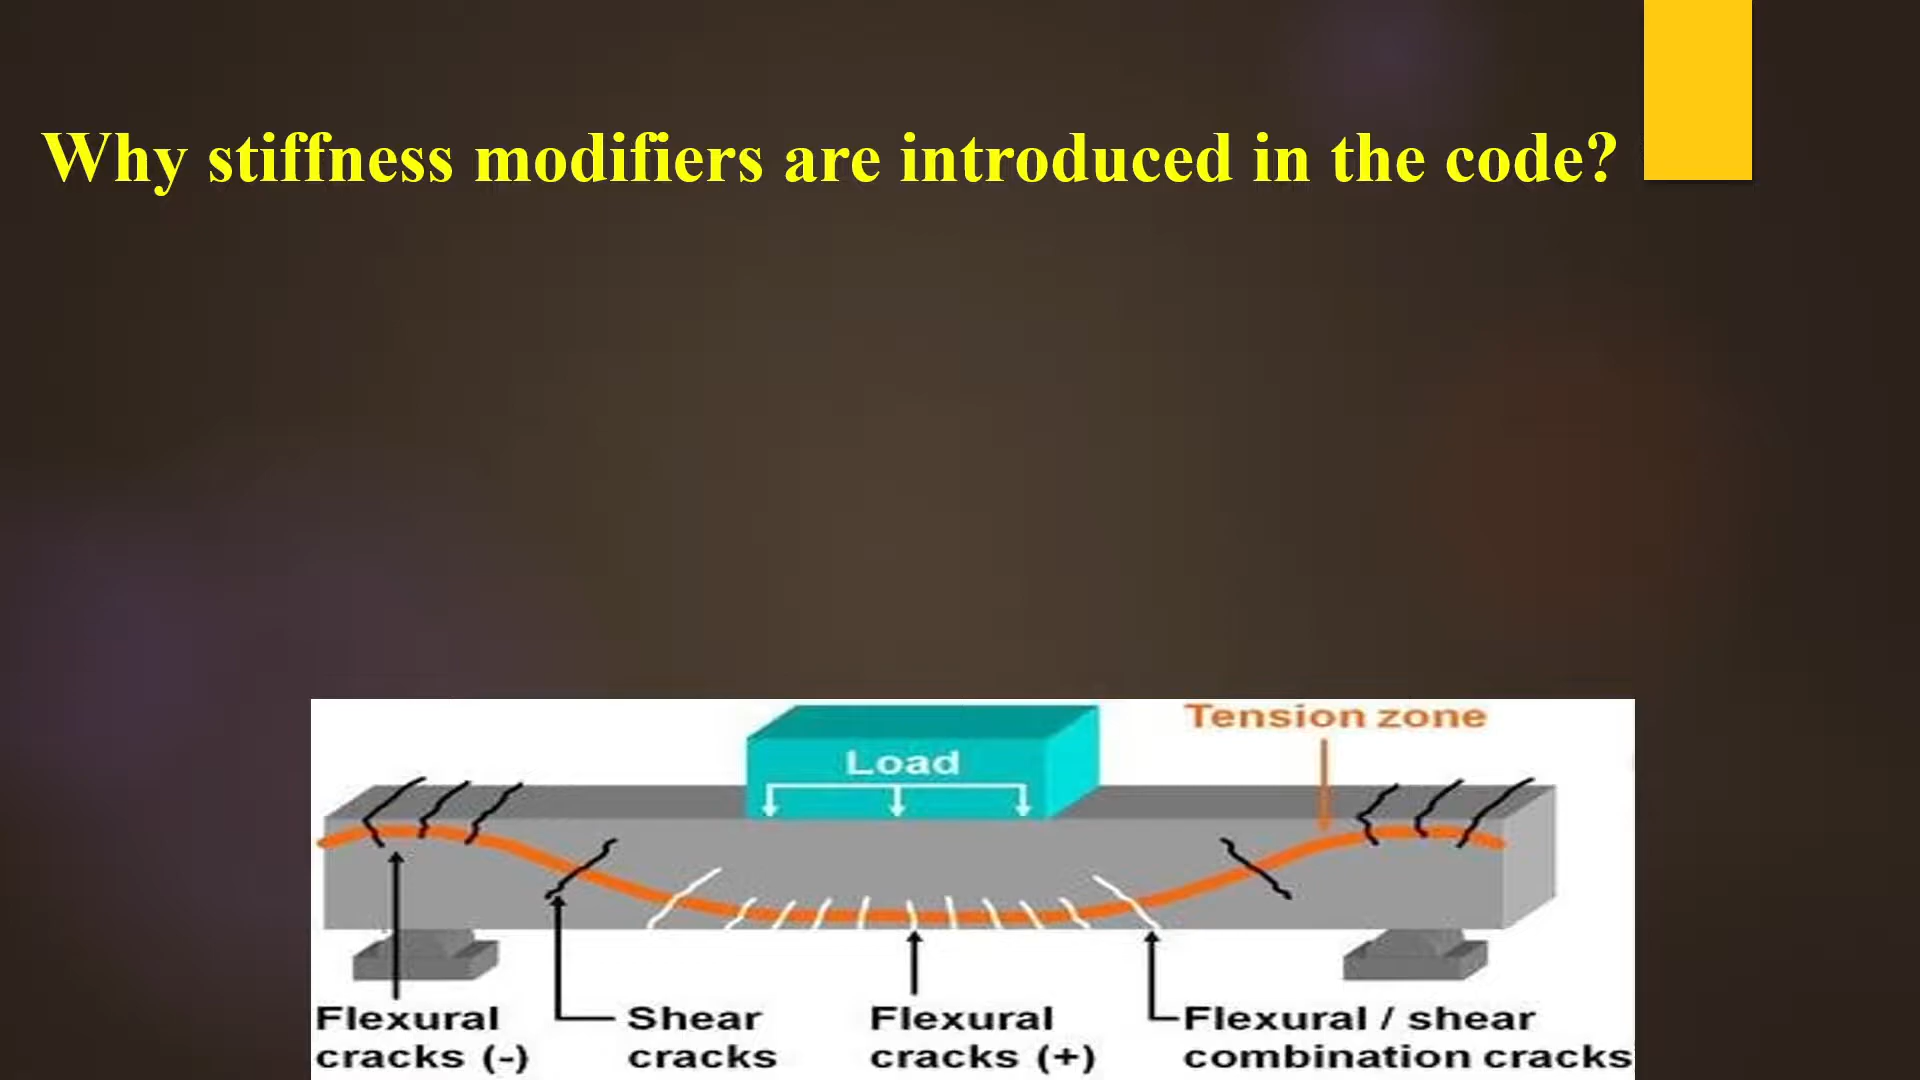 Why stiffness modifiers are introduced in the code?
Tension zone
Load
Flexural
cracks (-)
Shear
cracks
Flexural
cracks (+)
Flexural / shear
combination cracks